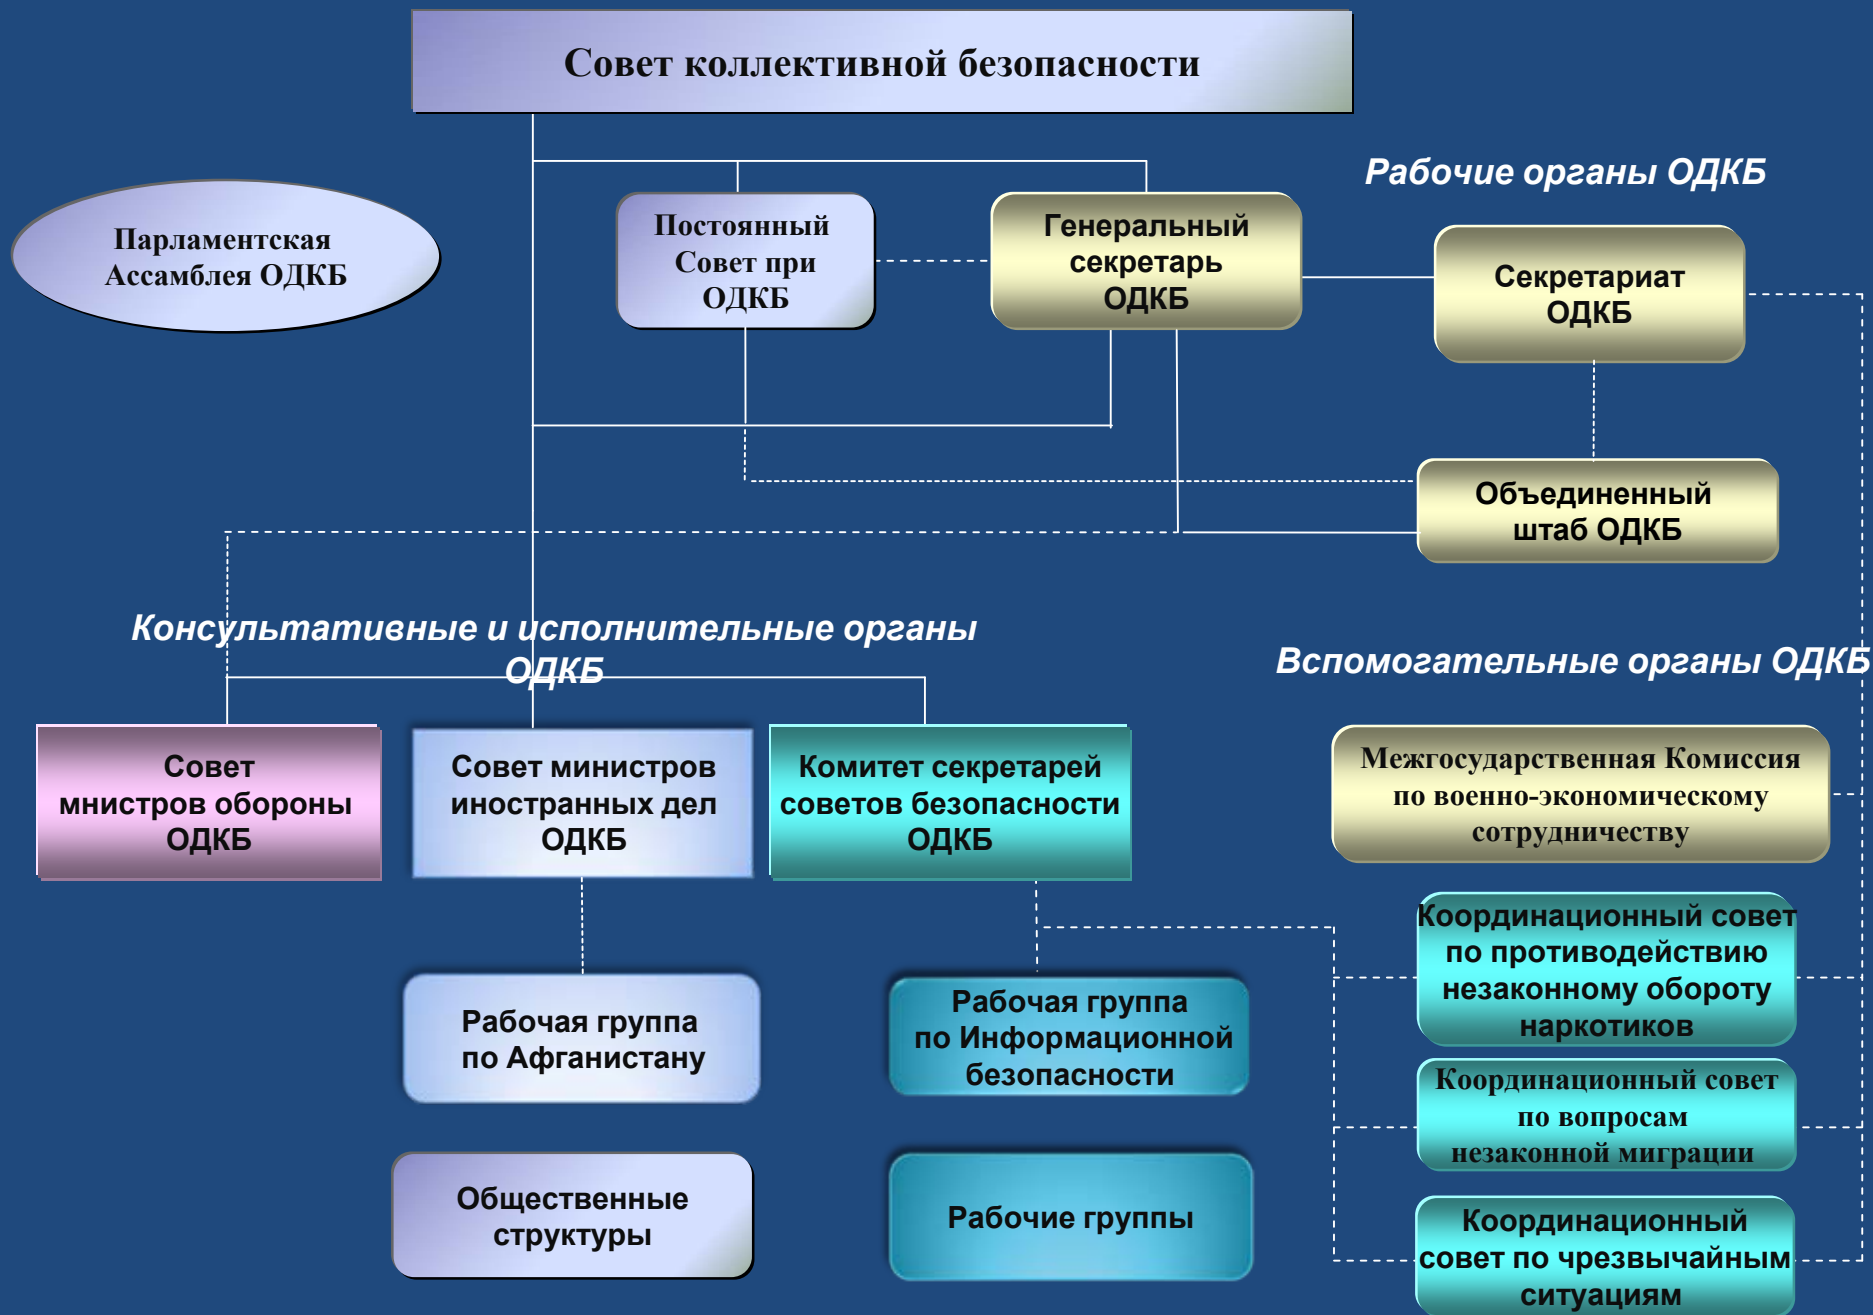 Совет коллективной безопасности
Рабочие органы ОДКБ
Парламентская
Ассамблея ОДКБ
Постоянный
Совет при
ОДКБ
Генеральный
секретарь
ОДКБ
Секретариат
ОДКБ
Объединенный
штаб ОДКБ
Консультативные и исполнительные органы
ОДКБ
Вспомогательные органы ОДКБ
Совет
мнистров обороны
ОДКБ
Совет министров
иностранных дел
ОДКБ
Комитет секретарей
советов безопасности
ОДКБ
Межгосударственная Комиссия
по военно-экономическому
сотрудничеству
Координационный совет
по противодействию
незаконному обороту
наркотиков
Рабочая группа
по Афганистану
Рабочая группа
по Информационной
безопасности
Координационный совет
по вопросам
незаконной миграции
Общественные
структуры
Рабочие группы
Координационный
совет по чрезвычайным
ситуациям